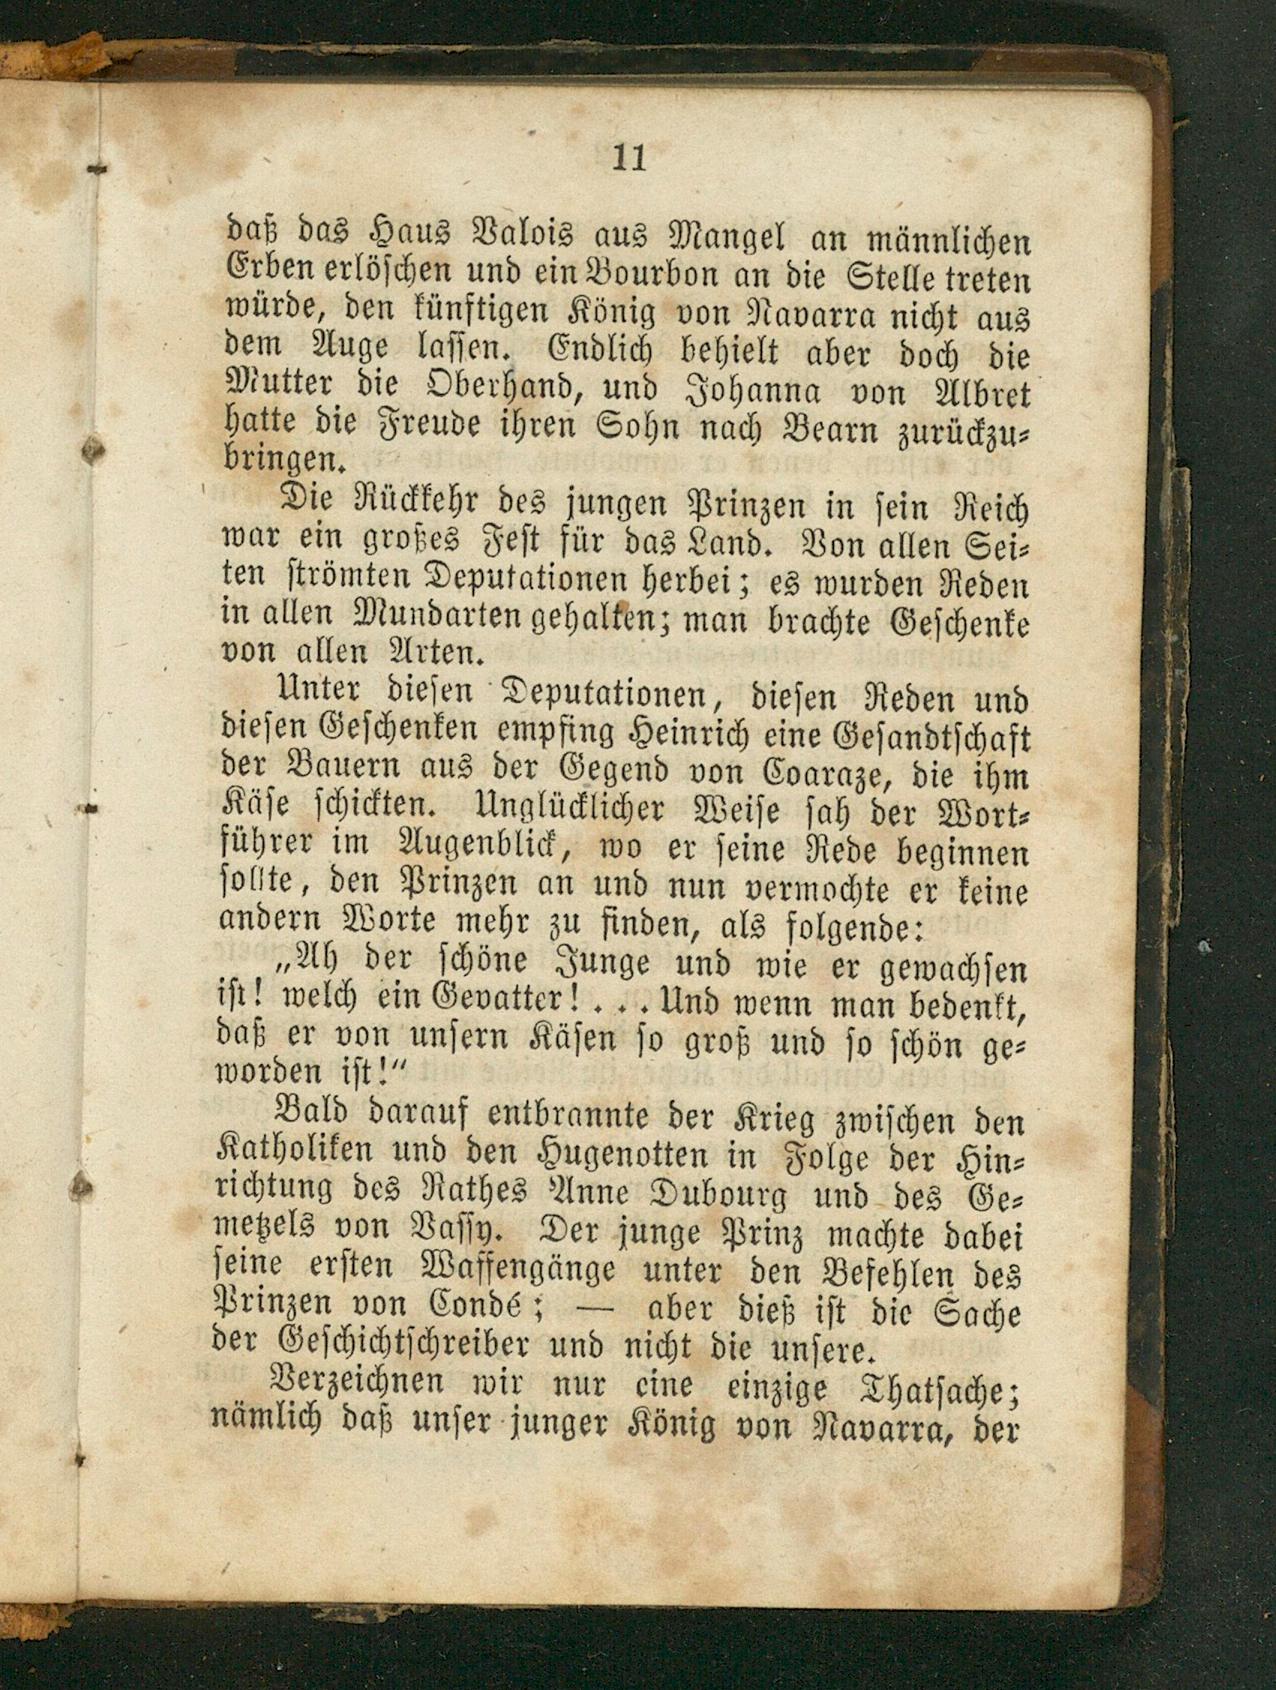 11
daß das Haus Valois aus Mangel an männlichen
Erben erlöschen und ein Bourbon an die Stelle treten
würde, den künftigen König von Navarra nicht aus
dem Auge lassen. Endlich behielt aber doch die
Mutter die Oberhand, und Johanna von Albret
hatte die Freude ihren Sohn nach Bearn zurückzu-
bringen.
Die Rückkehr des jungen Prinzen in sein Reich
war ein großes Fest für das Land. Von allen Sei-
ten strömten Deputationen herbei; es wurden Reden
in allen Mundarten gehalten; man brachte Geschenke
von allen Arten.
Unter diesen Deputationen, diesen Reden und
diesen Geschenken empfing Heinrich eine Gesandtschaft
der Bauern aus der Gegend von Coaraze, die ihm
Käse schickten. Unglücklicher Weise sah der Wort-
führer im Augenblick, wo er seine Rede beginnen
sollte, den Prinzen an und nun vermochte er keine
andern Worte mehr zu finden, als folgende:
„Ah der schöne Junge und wie er gewachsen
ist! welch ein Gevatter! . . . Und wenn man bedenkt,
daß er von unsern Käsen so groß und so schön ge-
worden ist!“
Bald darauf entbrannte der Krieg zwischen den
Katholiken und den Hugenotten in Folge der Hin-
richtung des Rathes Anne Dubourg und des Ge-
metzels von Vassy. Der junge Prinz machte dabei
seine ersten Waffengänge unter den Befehlen des
Prinzen von Condé; — aber dieß ist die Sache
der Geschichtschreiber und nicht die unsere.
Verzeichnen wir nur eine einzige Thatsache;
nämlich daß unser junger König von Navarra, der